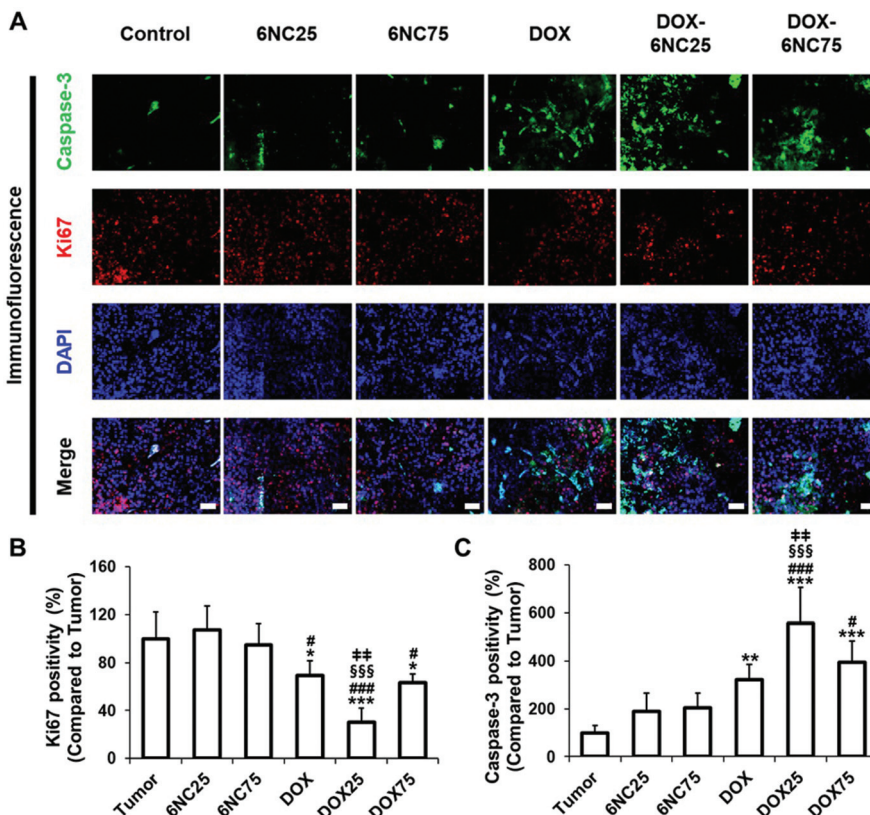 A
Control
6NC25
6NC75
DOX
DOX-
6NC25
DOX-
6NC75
Immunofluorescence
Caspase-3
Ki67
DAPI
Merge
B
Ki67 positivity (%)
(Compared to Tumor)
160
120
80
40
0
#
*
‡‡
§§§
###
***
#
*
Tumor
6NC25
6NC75
DOX
DOX25
DOX75
C
Caspase-3 positivity (%)
(Compared to Tumor)
800
600
400
200
0
**
‡‡
§§§
###
***
#
***
Tumor
6NC25
6NC75
DOX
DOX25
DOX75